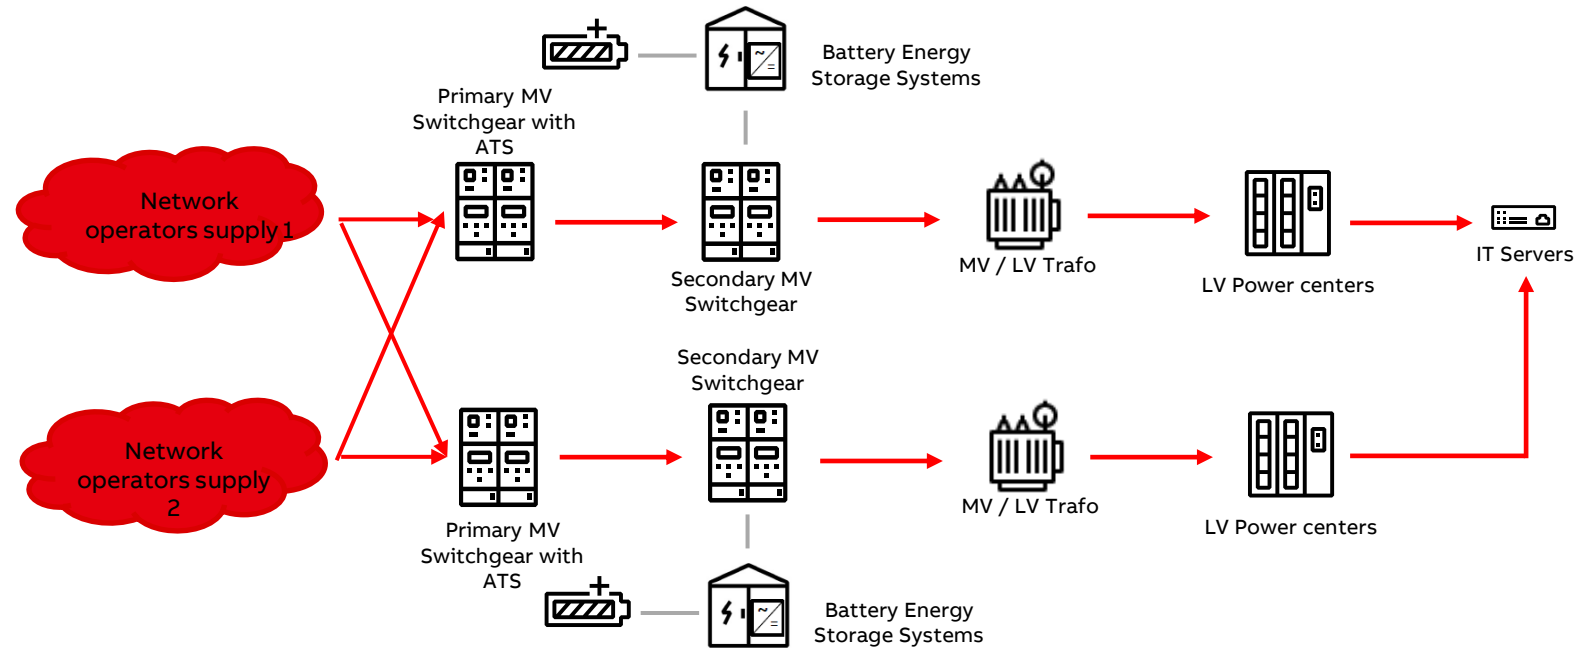 Battery Energy
Storage Systems
Primary MV
Switchgear with
ATS
Network
operators supply 1
Secondary MV
Switchgear
MV / LV Trafo
LV Power centers
IT Servers
Secondary MV
Switchgear
Network
operators supply
2
Primary MV
Switchgear with
ATS
MV / LV Trafo
LV Power centers
Battery Energy
Storage Systems